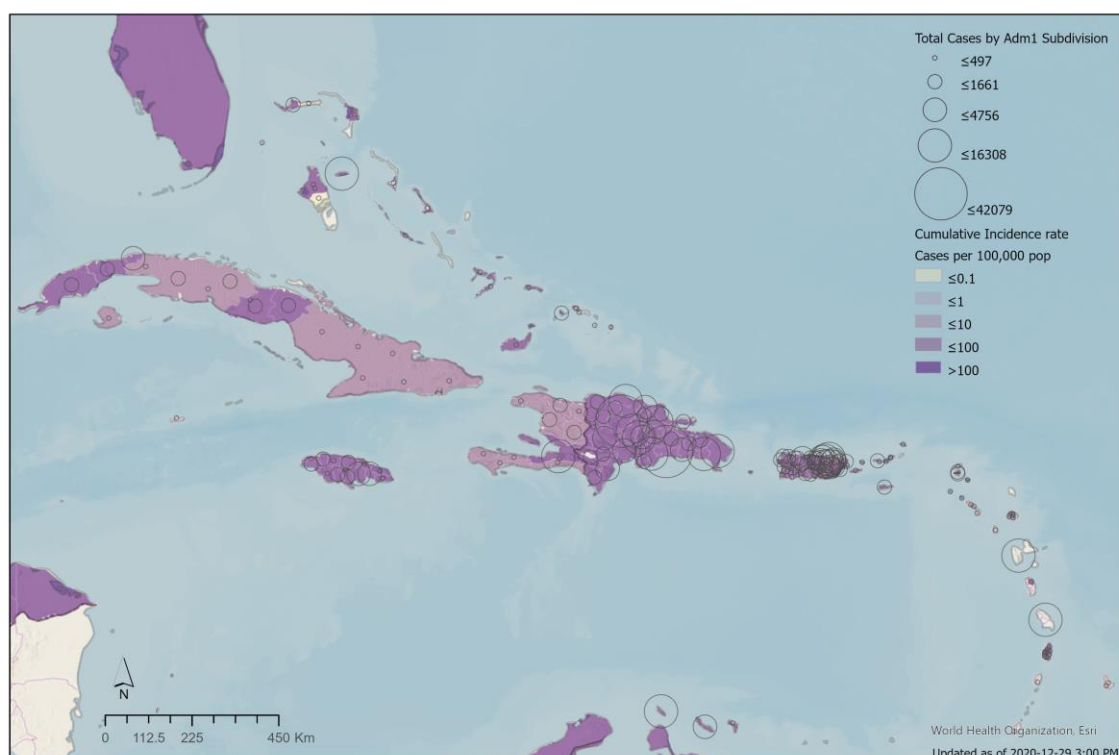 Total Cases by Adm1 Subdivision
≤497
≤1661
≤4756
≤16308
≤42079
Cumulative Incidence rate
Cases per 100,000 pop
≤0.1
≤1
≤10
≤100
>100
N
0 112.5 225 450 Km
World Health Organization, Esri
Updated as of 2020-12-29 3:00 PM